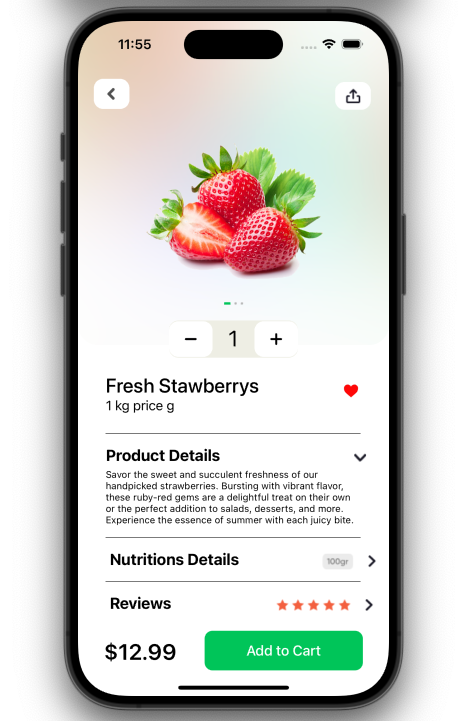 11:55
1
Fresh Stawberrys
1 kg price g
Product Details
Savor the sweet and succulent freshness of our
handpicked strawberries. Bursting with vibrant flavor,
these ruby-red gems are a delightful treat on their own
or the perfect addition to salads, desserts, and more.
Experience the essence of summer with each juicy bite.
Nutritions Details 100gr
Reviews
$12.99 Add to Cart